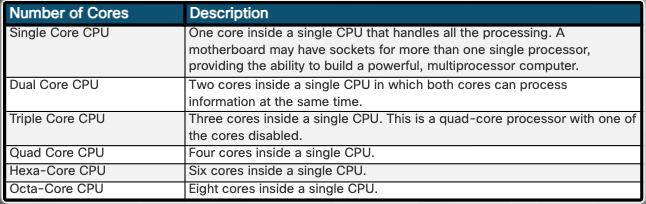 Number of Cores Description
Single Core CPU One core inside a single CPU that handles all the processing. A
motherboard may have sockets for more than one single processor,
providing the ability to build a powerful, multiprocessor computer.
Dual Core CPU Two cores inside a single CPU in which both cores can process
information at the same time.
Triple Core CPU Three cores inside a single CPU. This is a quad-core processor with one of
the cores disabled.
Quad Core CPU Four cores inside a single CPU.
Hexa-Core CPU Six cores inside a single CPU.
Octa-Core CPU Eight cores inside a single CPU.